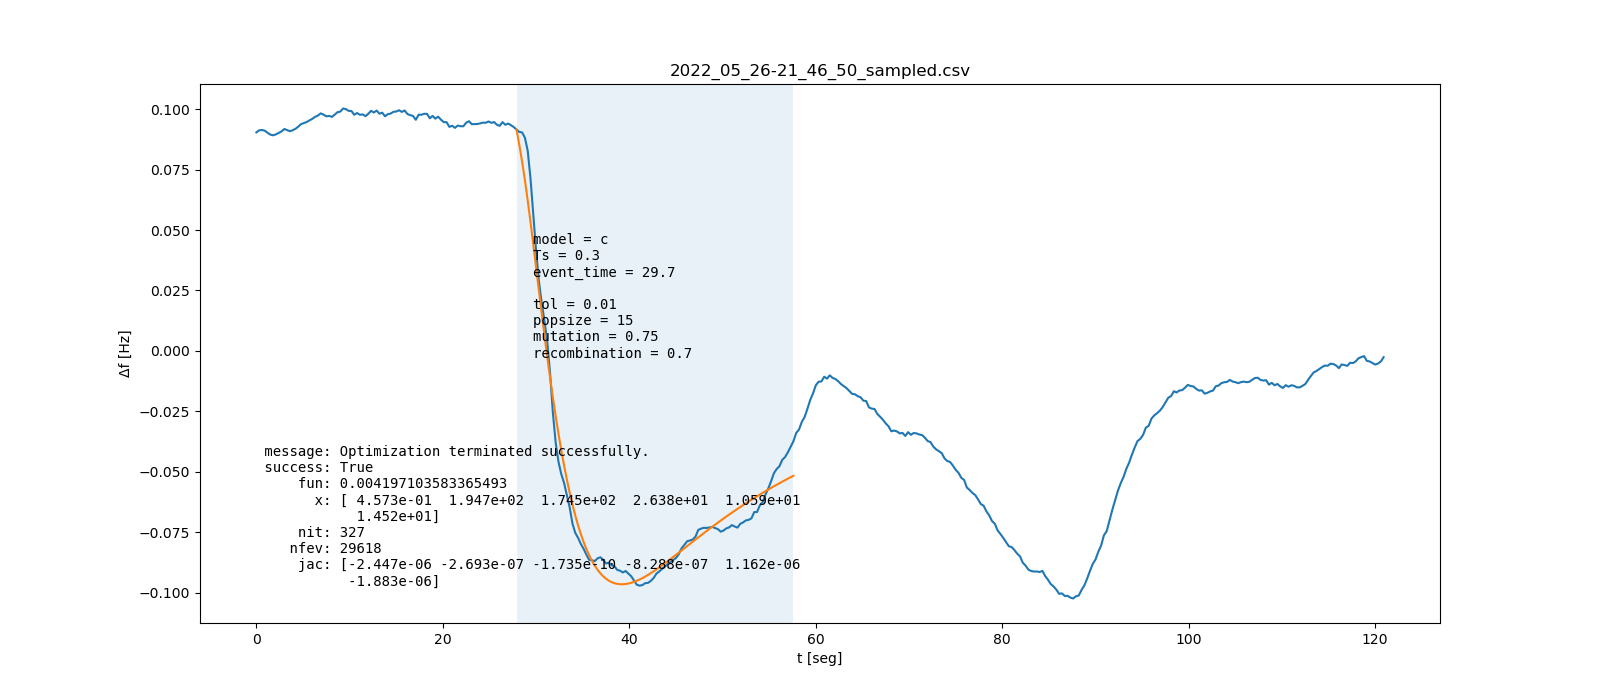 2022_05_26-21_46_50_sampled.csv
0.100
0.075
0.050
0.025
0.000
−0.025
−0.050
−0.075
−0.100
Δf [Hz]
model = c
Ts = 0.3
event_time = 29.7
tol = 0.01
popsize = 15
mutation = 0.75
recombination = 0.7
message: Optimization terminated successfully.
success: True
fun: 0.004197103583365493
x: [ 4.573e-01 1.947e+02 1.745e+02 2.638e+01 1.059e+01
1.452e+01]
nit: 327
nfev: 29618
jac: [-2.447e-06 -2.693e-07 -1.735e-10 -8.288e-07 1.162e-06
-1.883e-06]
0 20 40 60 80 100 120
t [seg]